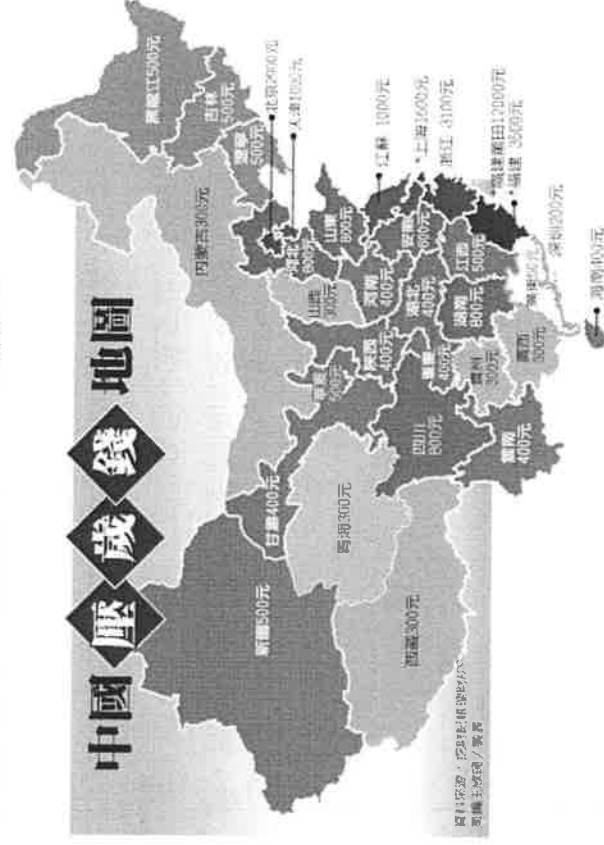 中國壓歲錢地圖
黑龍江500元
吉林
500元
遼寧
500元
內蒙古300元
北京2900元
天津1000元
河北
800元
山東
800元
山西
300元
河南
400元
江蘇 1000元
上海1600元
浙江 3100元
安徽
600元
福建莆田12000元
福建 3500元
江西
500元
湖北
400元
湖南
800元
陝西
400元
寧夏
500元
重慶
400元
貴州
300元
廣西
300元
深圳200元
海南400元
甘肅400元
青海300元
四川
800元
雲南
400元
新疆500元
西藏300元